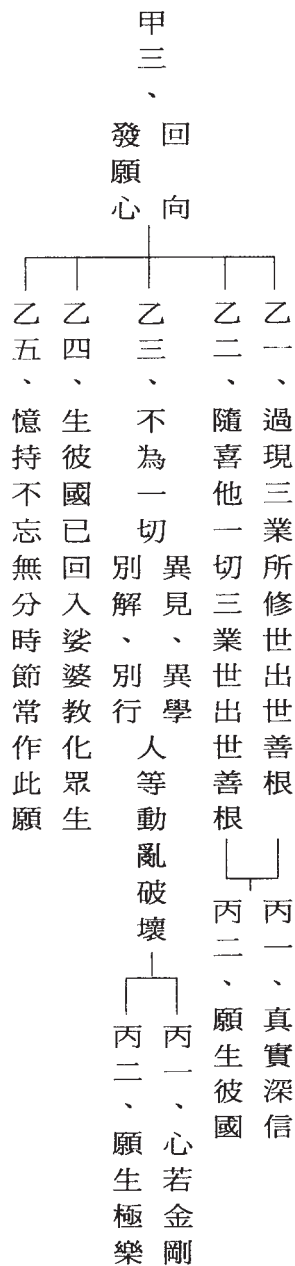 甲三、回向發願心
乙一、過現三業所修世出世善根
乙二、隨喜他一切三業世出世善根
丙一、真實深信
丙二、願生彼國
乙三、不為一切異見、異學別解、別行人等動亂破壞
丙一、心若金剛
丙二、願生極樂
乙四、生彼國已回入娑婆教化眾生
乙五、憶持不忘無分時節常作此願